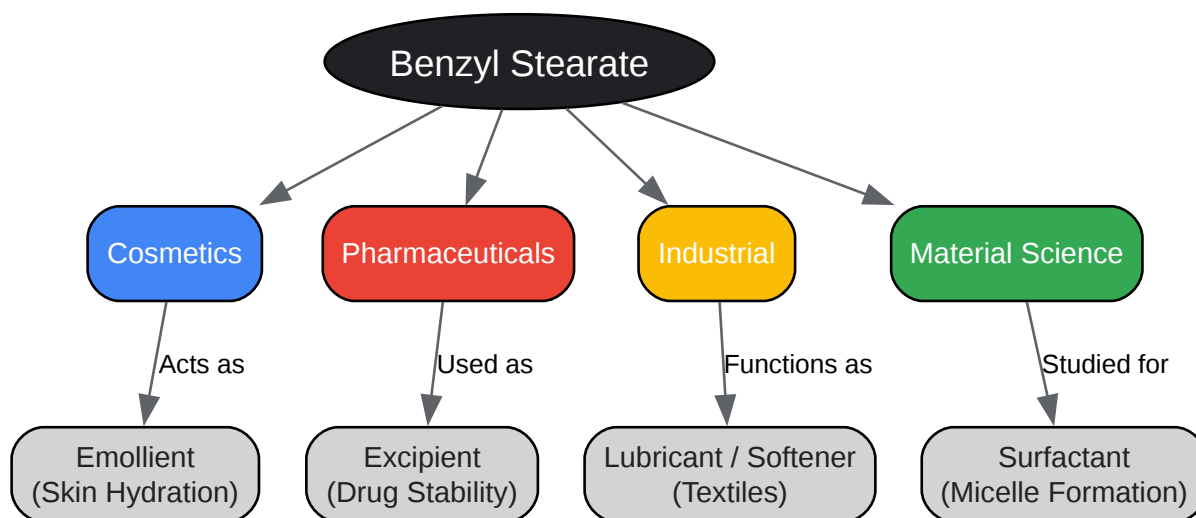 Benzyl Stearate
Cosmetics
Pharmaceuticals
Industrial
Material Science
Acts as
Used as
Functions as
Studied for
Emollient
(Skin Hydration)
Excipient
(Drug Stability)
Lubricant / Softener
(Textiles)
Surfactant
(Micelle Formation)